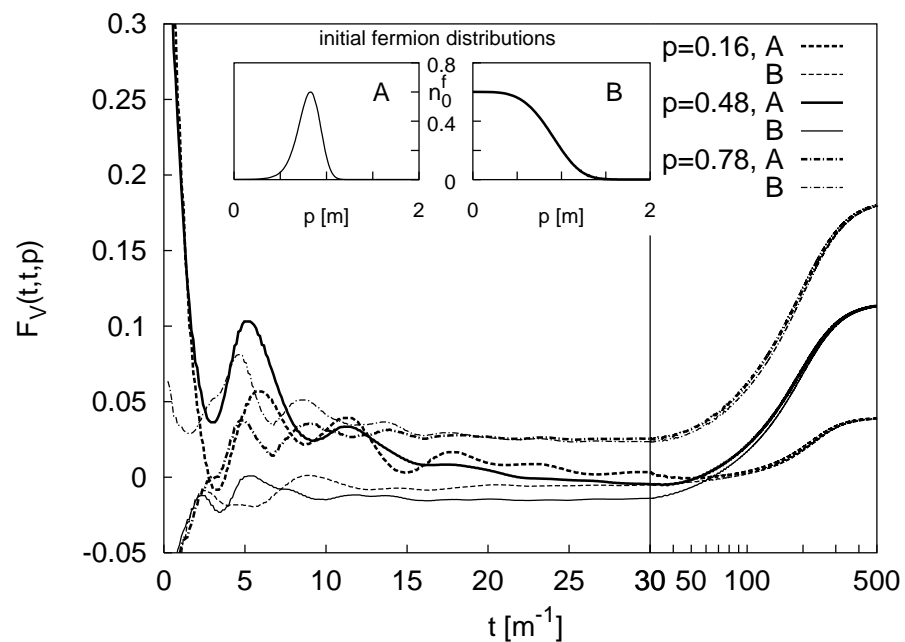 0.3
0.25
0.2
0.15
0.1
0.05
0
-0.05
F_V(t,t,p)
initial fermion distributions
A
0 2
p [m]
0.8
n_0^f
0.4
0
B
0 2
p [m]
p=0.16, A
B
p=0.48, A
B
p=0.78, A
B
0 5 10 15 20 25 30 30 50 100 500
t [m^-1]